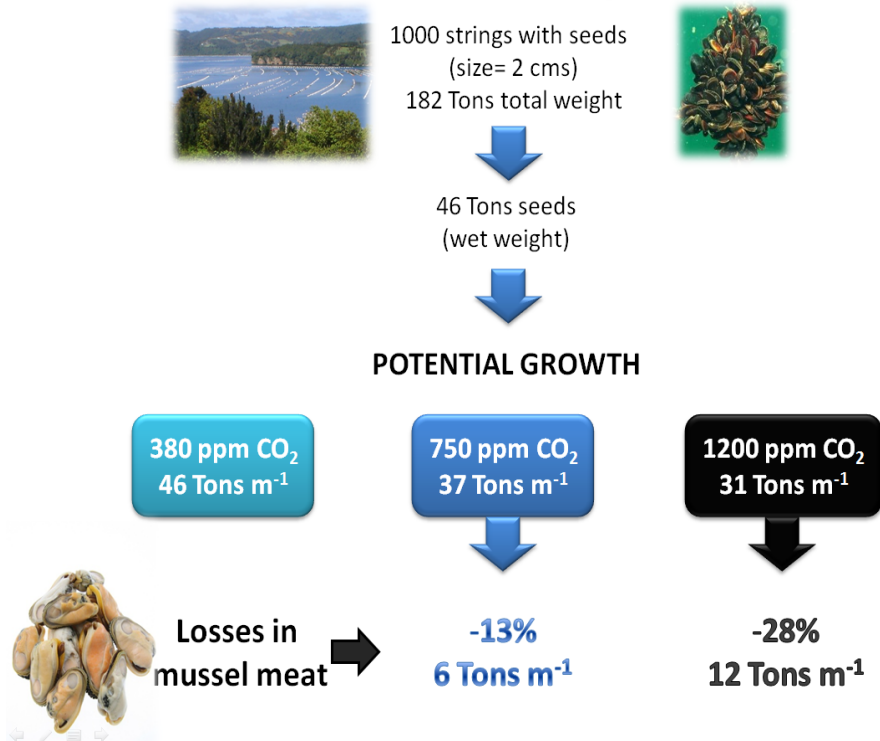 1000 strings with seeds
(size= 2 cms)
182 Tons total weight
46 Tons seeds
(wet weight)
POTENTIAL GROWTH
380 ppm CO₂
46 Tons m⁻¹
750 ppm CO₂
37 Tons m⁻¹
1200 ppm CO₂
31 Tons m⁻¹
Losses in
mussel meat
-13%
6 Tons m⁻¹
-28%
12 Tons m⁻¹